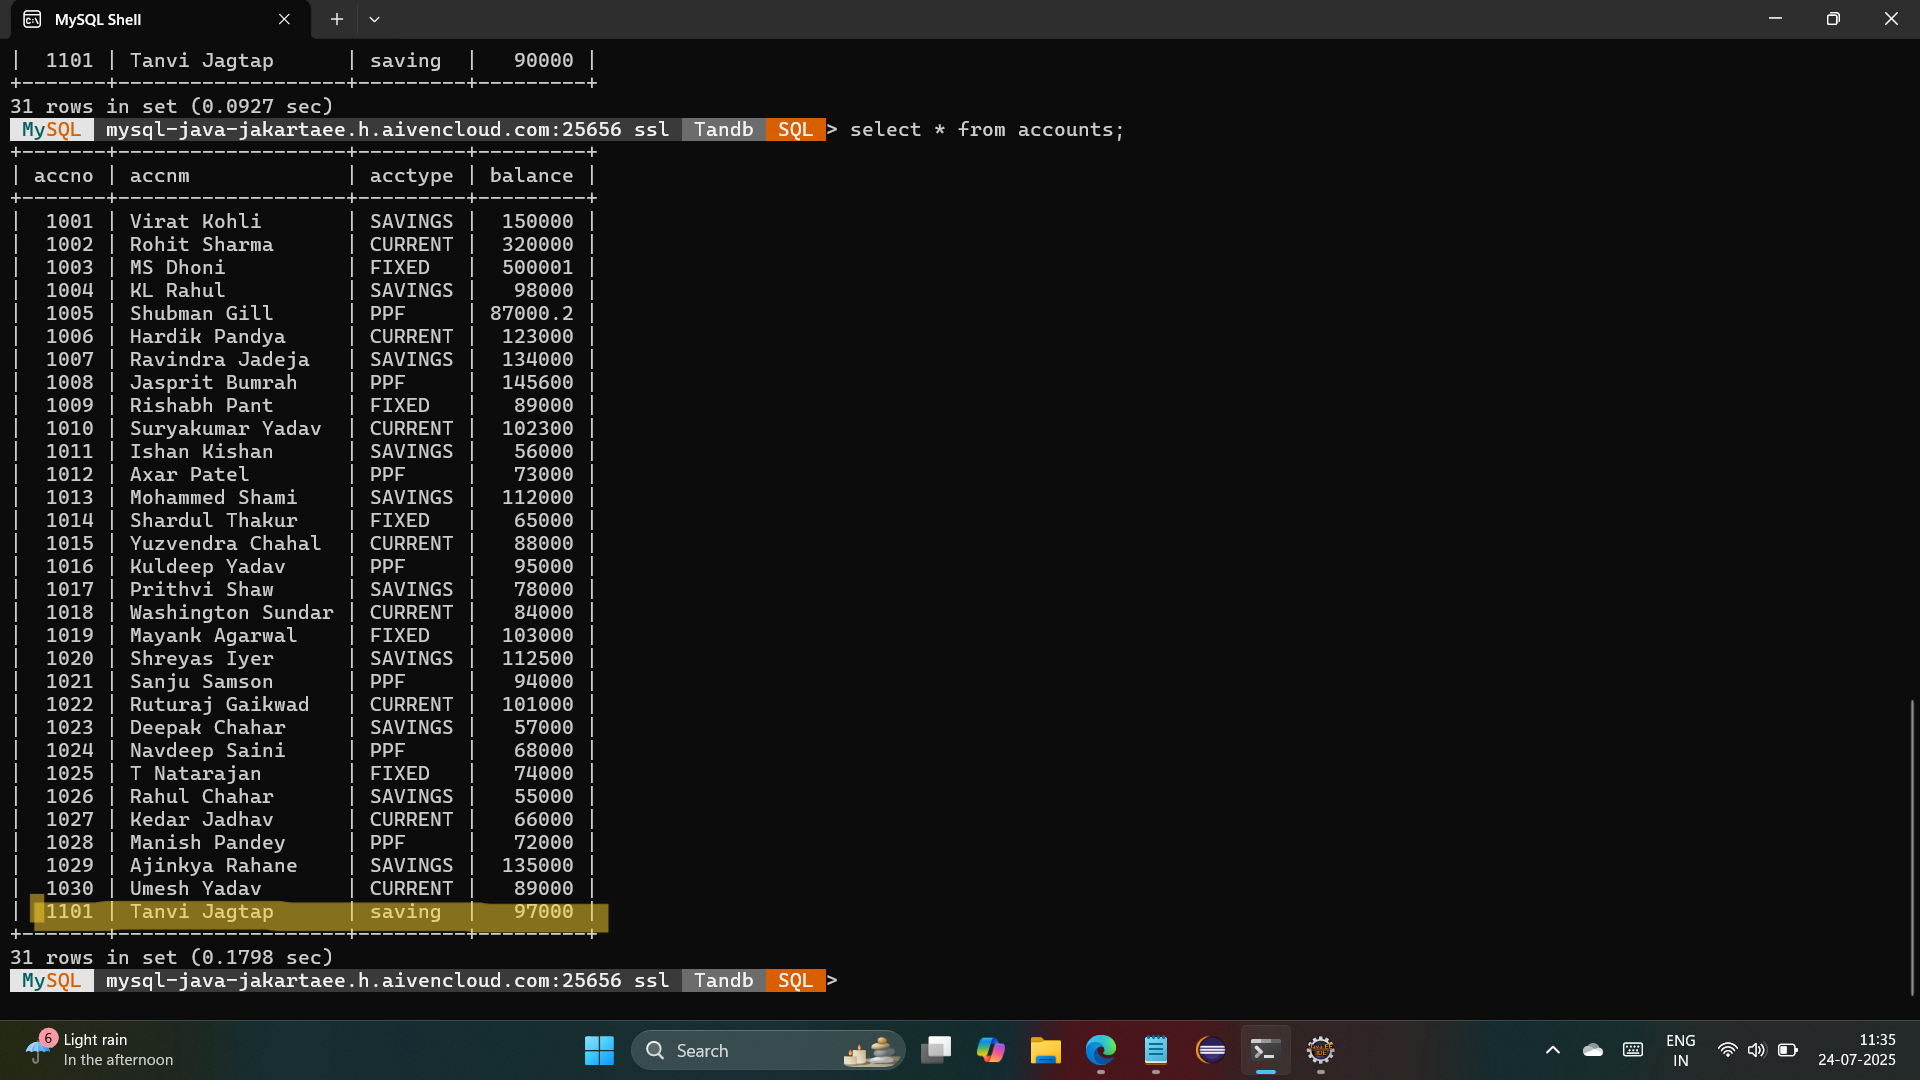 MySQL Shell
| 1101 | Tanvi Jagtap | saving | 90000 |
+-------+------------------+---------+---------+
31 rows in set (0.0927 sec)
MySQL mysql-java-jakartaee.h.aivencloud.com:25656 ssl Tandb SQL > select * from accounts;
+-------+------------------+---------+---------+
| accno | accnm | acctype | balance |
+-------+------------------+---------+---------+
| 1001 | Virat Kohli | SAVINGS | 150000 |
| 1002 | Rohit Sharma | CURRENT | 320000 |
| 1003 | MS Dhoni | FIXED | 500001 |
| 1004 | KL Rahul | SAVINGS | 98000 |
| 1005 | Shubman Gill | PPF | 87000.2 |
| 1006 | Hardik Pandya | CURRENT | 123000 |
| 1007 | Ravindra Jadeja | SAVINGS | 134000 |
| 1008 | Jasprit Bumrah | PPF | 145600 |
| 1009 | Rishabh Pant | FIXED | 89000 |
| 1010 | Suryakumar Yadav | CURRENT | 102300 |
| 1011 | Ishan Kishan | SAVINGS | 56000 |
| 1012 | Axar Patel | PPF | 73000 |
| 1013 | Mohammed Shami | SAVINGS | 112000 |
| 1014 | Shardul Thakur | FIXED | 65000 |
| 1015 | Yuzvendra Chahal | CURRENT | 88000 |
| 1016 | Kuldeep Yadav | PPF | 95000 |
| 1017 | Prithvi Shaw | SAVINGS | 78000 |
| 1018 | Washington Sundar | CURRENT | 84000 |
| 1019 | Mayank Agarwal | FIXED | 103000 |
| 1020 | Shreyas Iyer | SAVINGS | 112500 |
| 1021 | Sanju Samson | PPF | 94000 |
| 1022 | Ruturaj Gaikwad | CURRENT | 101000 |
| 1023 | Deepak Chahar | SAVINGS | 57000 |
| 1024 | Navdeep Saini | PPF | 68000 |
| 1025 | T Natarajan | FIXED | 74000 |
| 1026 | Rahul Chahar | SAVINGS | 55000 |
| 1027 | Kedar Jadhav | CURRENT | 66000 |
| 1028 | Manish Pandey | PPF | 72000 |
| 1029 | Ajinkya Rahane | SAVINGS | 135000 |
| 1030 | Umesh Yadav | CURRENT | 89000 |
| 1101 | Tanvi Jagtap | saving | 97000 |
+-------+------------------+---------+---------+
31 rows in set (0.1798 sec)
MySQL mysql-java-jakartaee.h.aivencloud.com:25656 ssl Tandb SQL >
6 Light rain
In the afternoon
Search
ENG
IN
11:35
24-07-2025